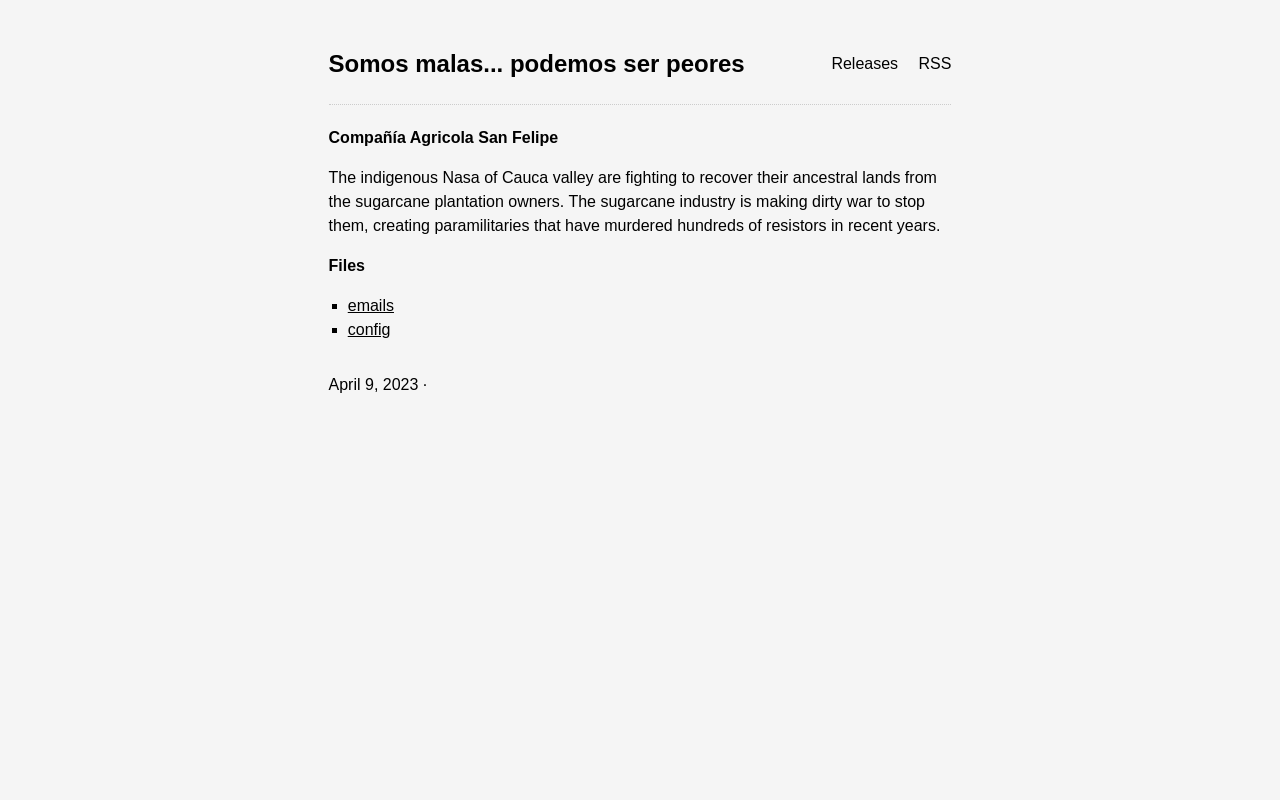 Somos malas... podemos ser peores
Releases RSS
Compañía Agricola San Felipe
The indigenous Nasa of Cauca valley are fighting to recover their ancestral lands from
the sugarcane plantation owners. The sugarcane industry is making dirty war to stop
them, creating paramilitaries that have murdered hundreds of resistors in recent years.
Files
emails
config
April 9, 2023 ·